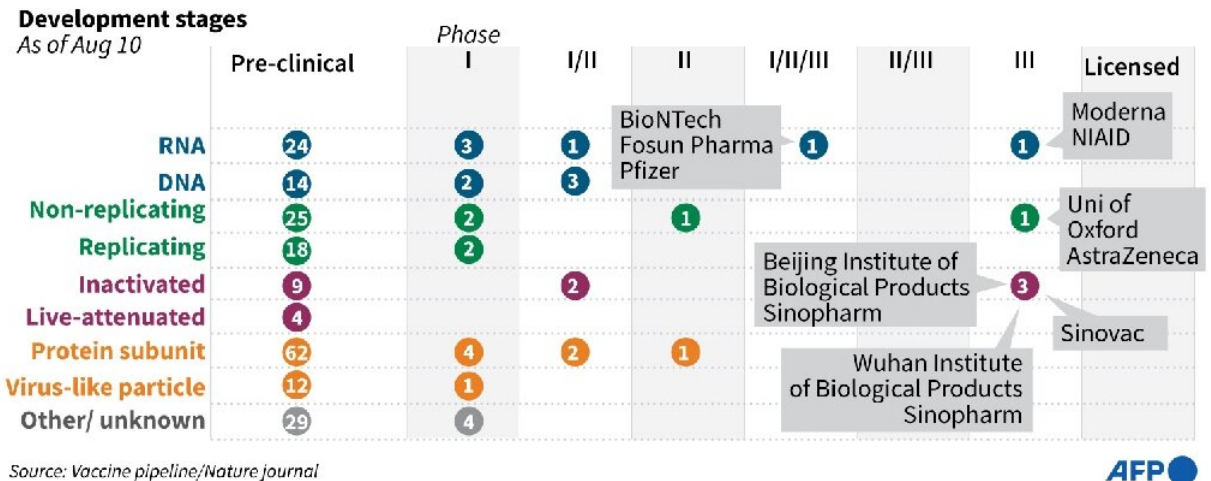 Development stages
As of Aug 10
Phase
Pre-clinical I I/II II I/II/III II/III III Licensed
BioNTech
Fosun Pharma
Pfizer
Moderna
NIAID
RNA 24 3 1 1 1
DNA 14 2 3
Non-replicating 25 2 1 1
Uni of
Oxford
AstraZeneca
Replicating 18 2
Beijing Institute of
Biological Products
Sinopharm
Inactivated 9 2 3
Live-attenuated 4
Sinovac
Protein subunit 62 4 2 1
Wuhan Institute
of Biological Products
Sinopharm
Virus-like particle 12 1
Other/ unknown 29 4
Source: Vaccine pipeline/Nature journal
AFP